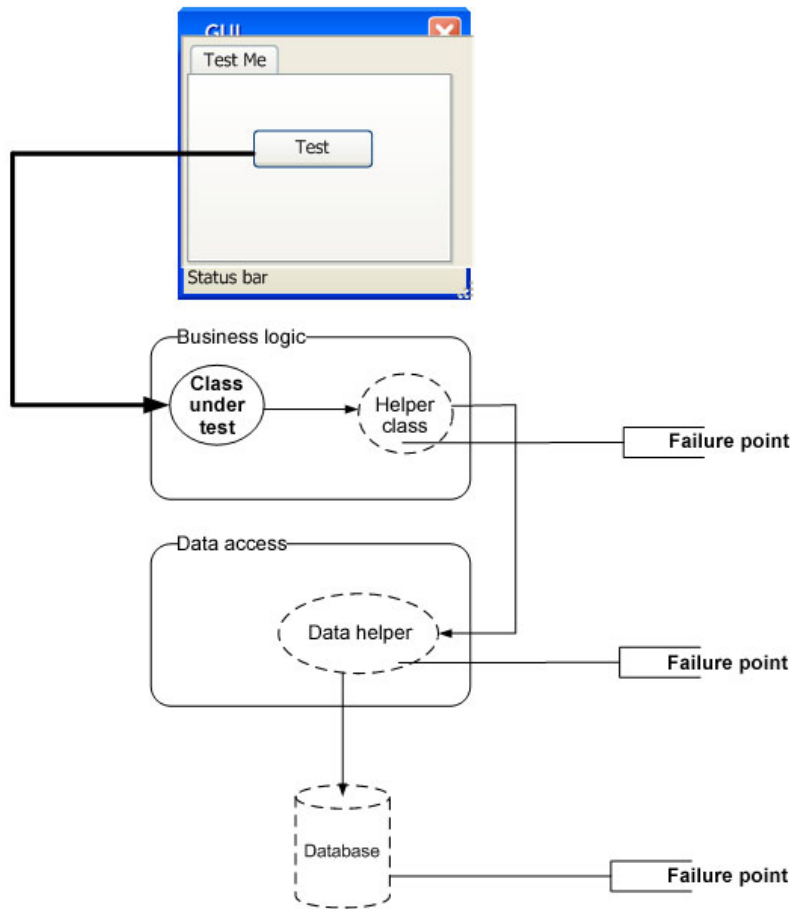 GUI
Test Me
Test
Status bar
Business logic
Class
under
test
Helper
class
Failure point
Data access
Data helper
Failure point
Database
Failure point